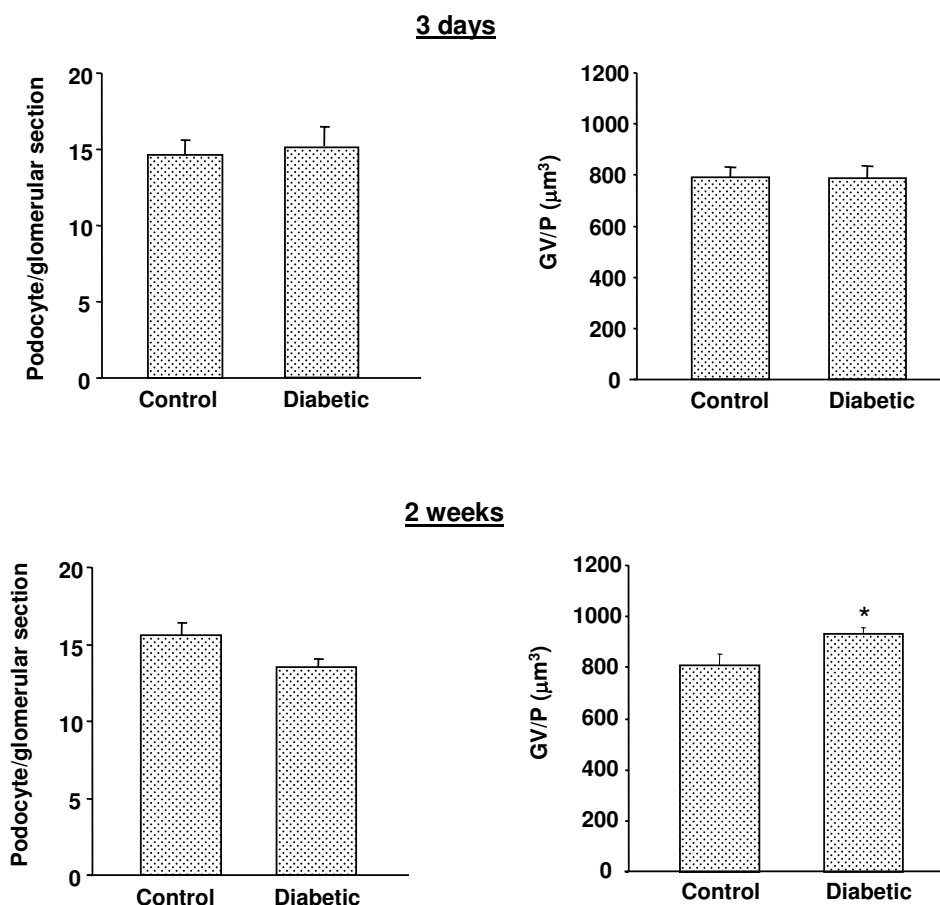 3 days
Podocyte/glomerular section
20
15
10
5
0
Control Diabetic
GV/P (μm³)
1200
1000
800
600
400
200
0
Control Diabetic
2 weeks
Podocyte/glomerular section
20
15
10
5
0
Control Diabetic
GV/P (μm³)
1200
1000
800
600
400
200
0
*
Control Diabetic